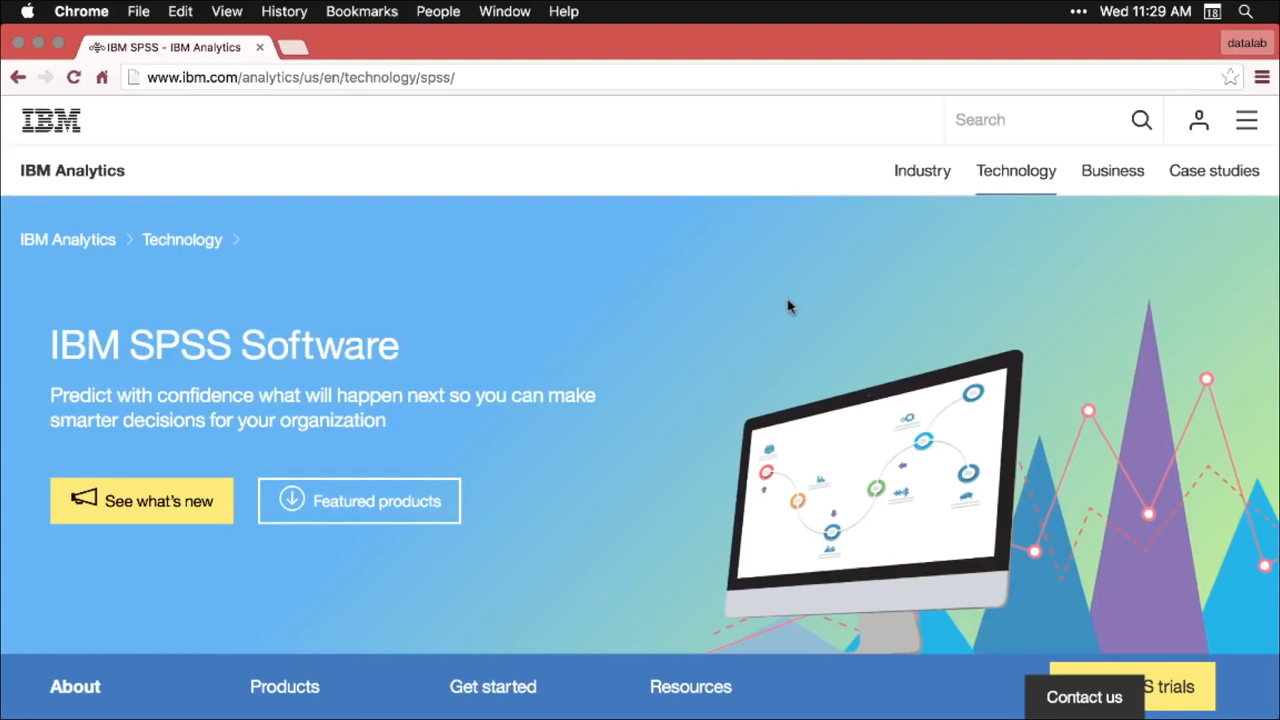 Chrome File Edit View History Bookmarks People Window Help ••• Wed 11:29 AM 18
IBM SPSS - IBM Analytics
datalab
www.ibm.com/analytics/us/en/technology/spss/
IBM
Search
IBM Analytics
Industry Technology Business Case studies
IBM Analytics Technology
IBM SPSS Software
Predict with confidence what will happen next so you can make
smarter decisions for your organization
See what's new
Featured products
About Products Get started Resources
S trials
Contact us